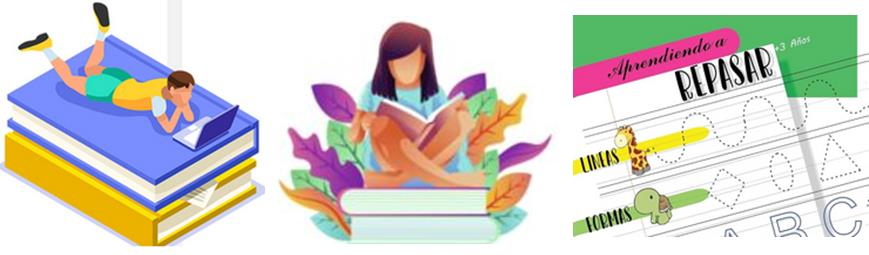 Aprendiendo a
+3 Años
REPASAR
LINEAS
FORMAS
A B C